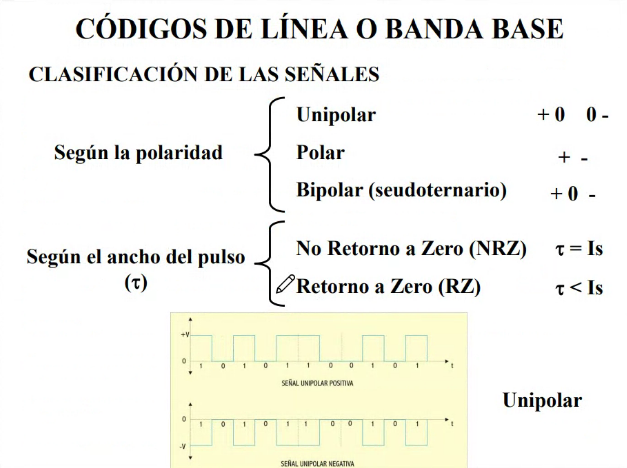 CÓDIGOS DE LÍNEA O BANDA BASE
CLASIFICACIÓN DE LAS SEÑALES
Según la polaridad
Unipolar + 0 0 -
Polar + -
Bipolar (seudoternario) + 0 -
Según el ancho del pulso
(τ)
No Retorno a Zero (NRZ) τ = Is
Retorno a Zero (RZ) τ < Is
+V
0
1 0 1 0 1 1 0 0 1 0 1 t
SEÑAL UNIPOLAR POSITIVA
Unipolar
0
1 0 1 0 1 1 0 0 1 0 1 t
-V
SEÑAL UNIPOLAR NEGATIVA